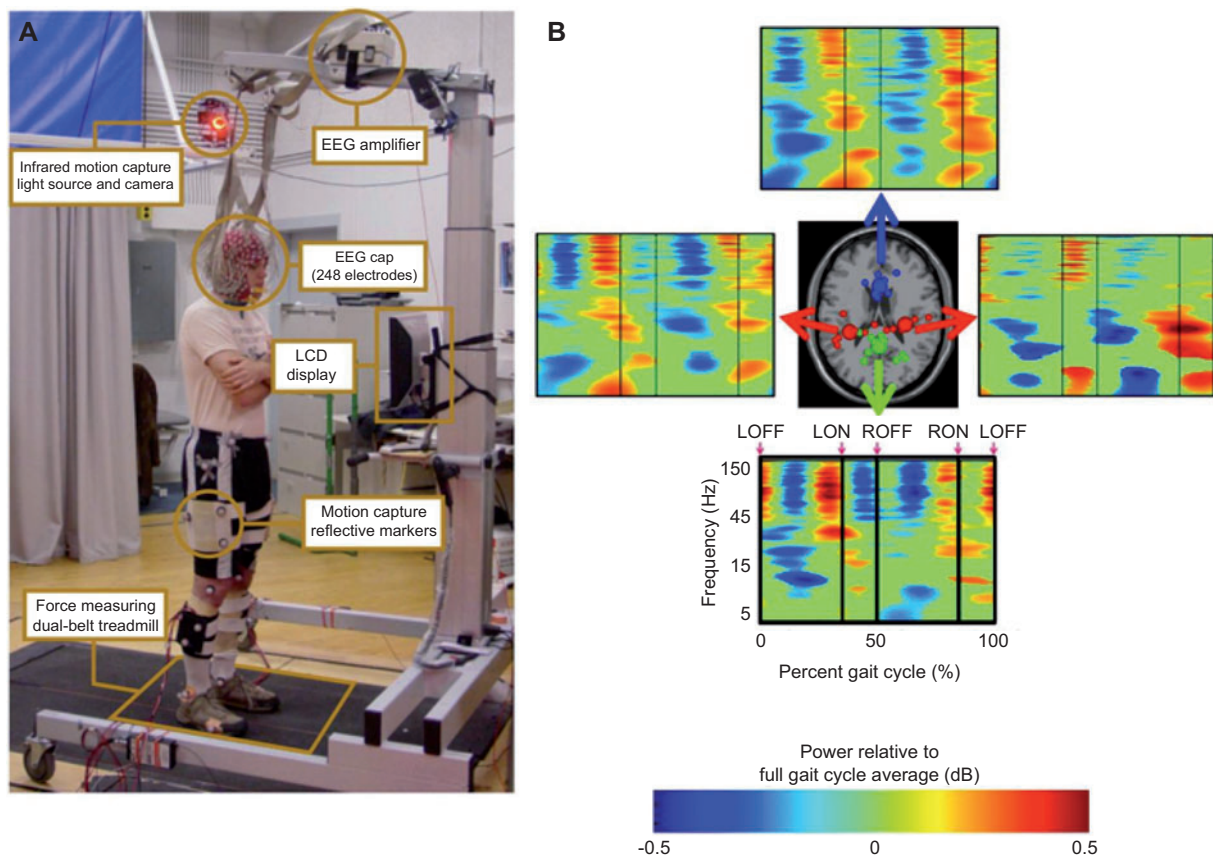 A
EEG amplifier
Infrared motion capture
light source and camera
EEG cap
(248 electrodes)
LCD
display
Motion capture
reflective markers
Force measuring
dual-belt treadmill
B
LOFF
LON
ROFF
RON
LOFF
Frequency (Hz)
150
45
15
5
0
50
100
Percent gait cycle (%)
Power relative to
full gait cycle average (dB)
-0.5
0
0.5